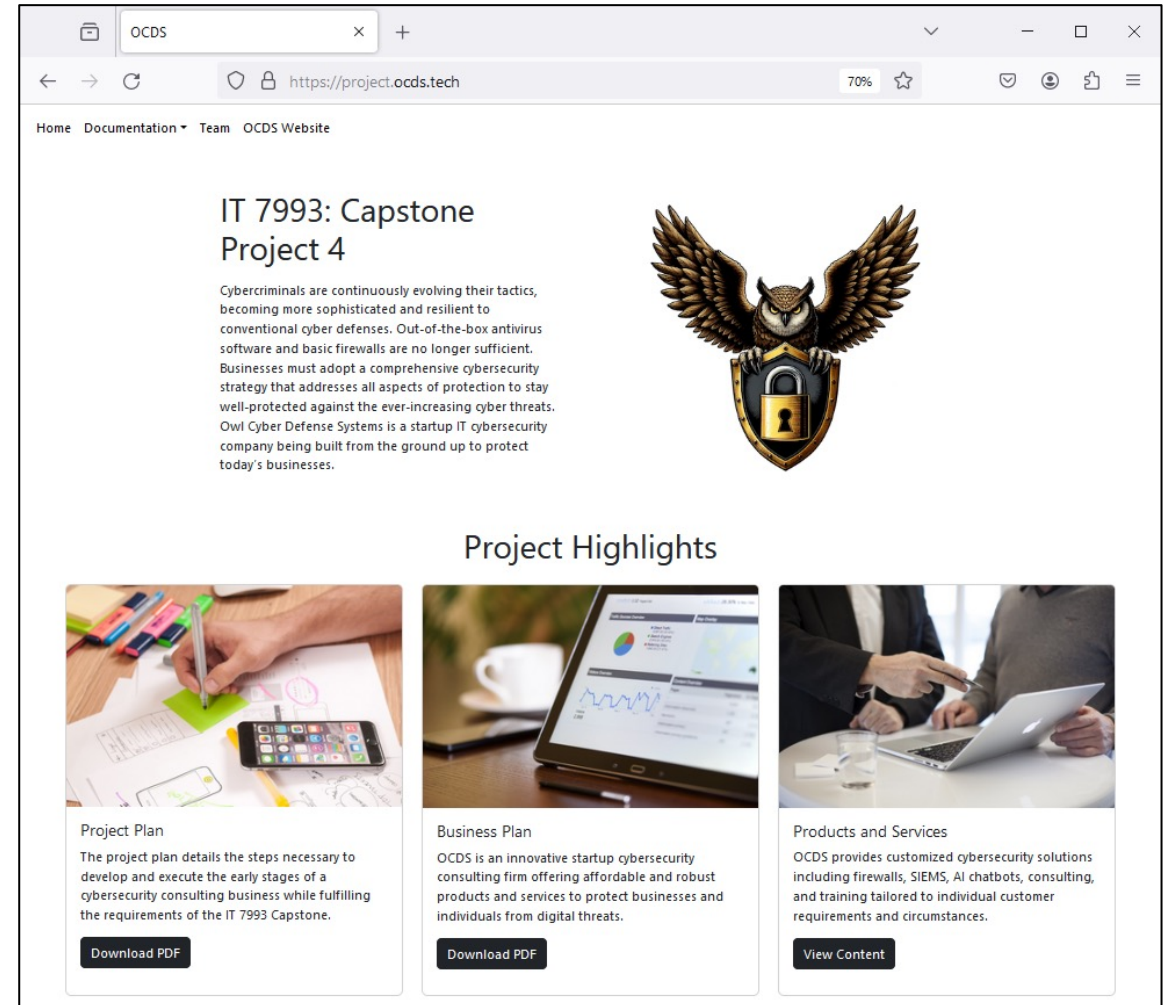 OCDS
https://project.ocds.tech
70%
Home Documentation Team OCDS Website
IT 7993: Capstone
Project 4
Cybercriminals are continuously evolving their tactics,
becoming more sophisticated and resilient to
conventional cyber defenses. Out-of-the-box antivirus
software and basic firewalls are no longer sufficient.
Businesses must adopt a comprehensive cybersecurity
strategy that addresses all aspects of protection to stay
well-protected against the ever-increasing cyber threats.
Owl Cyber Defense Systems is a startup IT cybersecurity
company being built from the ground up to protect
today's businesses.
Project Highlights
Project Plan
The project plan details the steps necessary to
develop and execute the early stages of a
cybersecurity consulting business while fulfilling
the requirements of the IT 7993 Capstone.
Download PDF
Business Plan
OCDS is an innovative startup cybersecurity
consulting firm offering affordable and robust
products and services to protect businesses and
individuals from digital threats.
Download PDF
Products and Services
OCDS provides customized cybersecurity solutions
including firewalls, SIEMS, AI chatbots, consulting,
and training tailored to individual customer
requirements and circumstances.
View Content